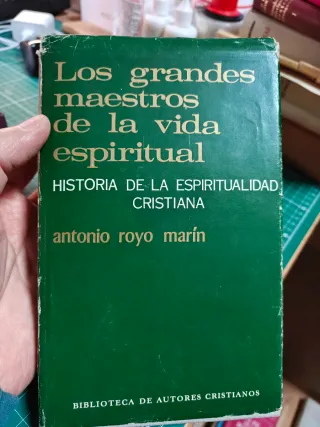 Los grandes
maestros
de la vida
espiritual
HISTORIA DE LA ESPIRITUALIDAD
CRISTIANA
antonio royo marín
BIBLIOTECA DE AUTORES CRISTIANOS